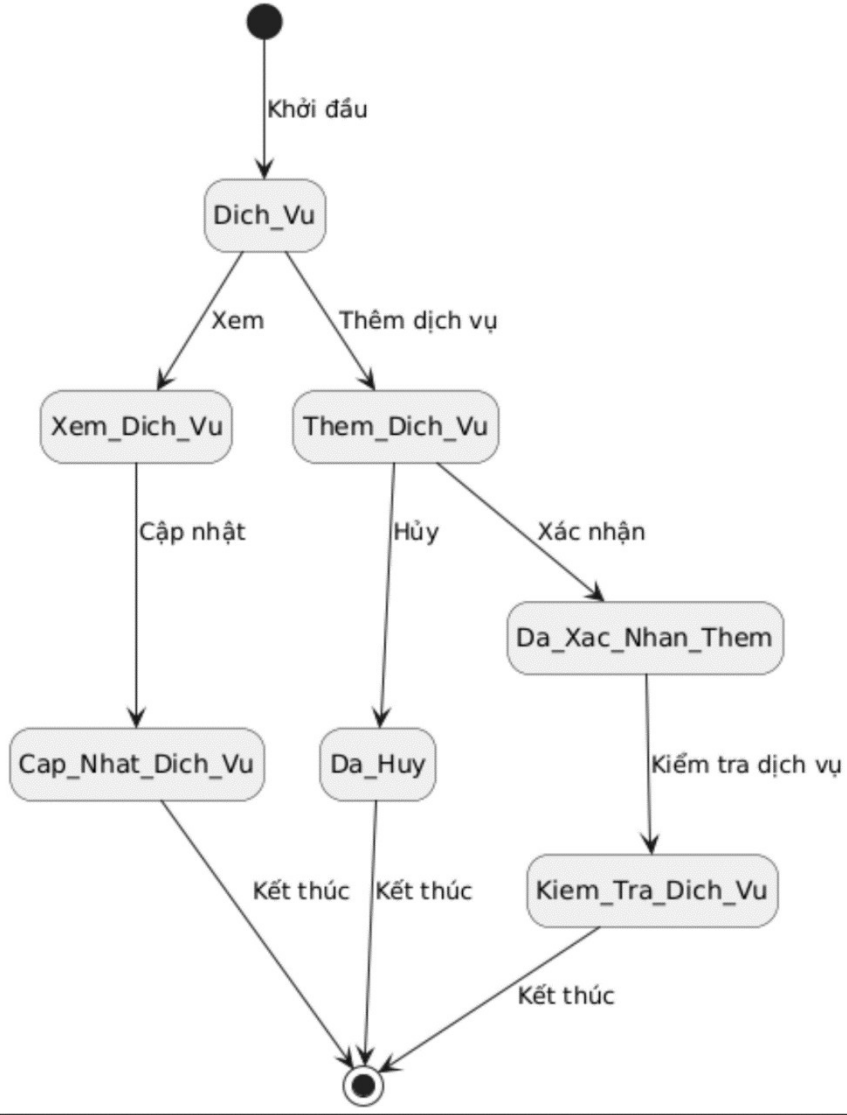 Khởi đầu
Dich_Vu
Xem
Thêm dịch vụ
Xem_Dich_Vu
Them_Dich_Vu
Cập nhật
Hủy
Xác nhận
Da_Xac_Nhan_Them
Cap_Nhat_Dich_Vu
Da_Huy
Kiểm tra dịch vụ
Kết thúc
Kết thúc
Kiem_Tra_Dich_Vu
Kết thúc